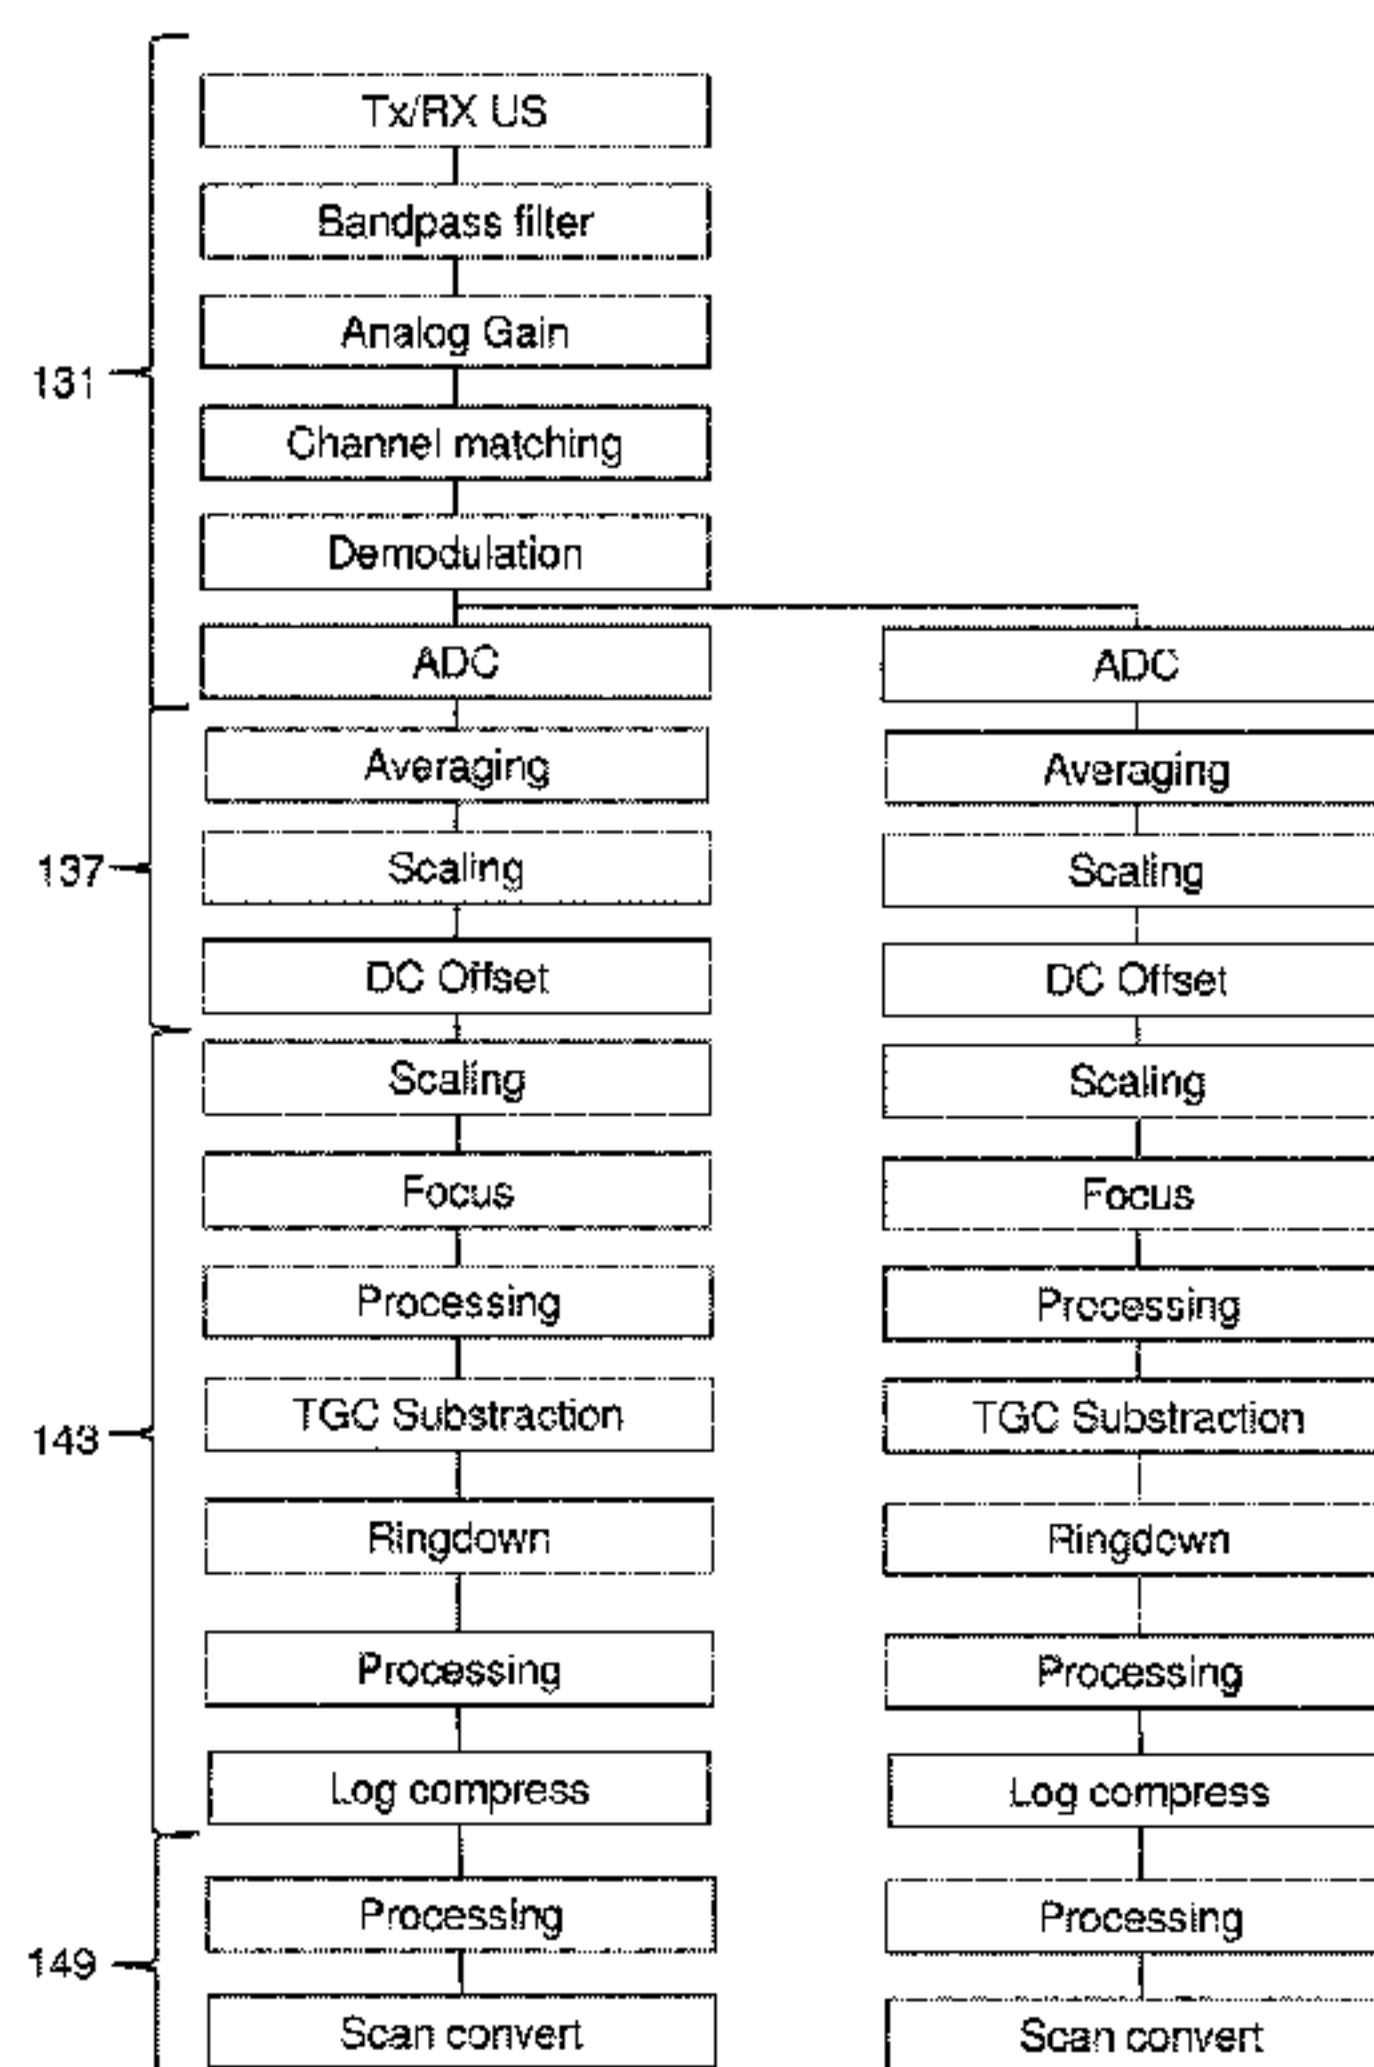 Tx/RX US
Bandpass filter
Analog Gain
131
Channel matching
Demodulation
ADC
ADC
Averaging
Averaging
137
Scaling
Scaling
DC Offset
DC Offset
Scaling
Scaling
Focus
Focus
Processing
Processing
TGC Substraction
TGC Substraction
143
Ringdown
Ringdown
Processing
Processing
Log compress
Log compress
Processing
Processing
149
Scan convert
Scan convert